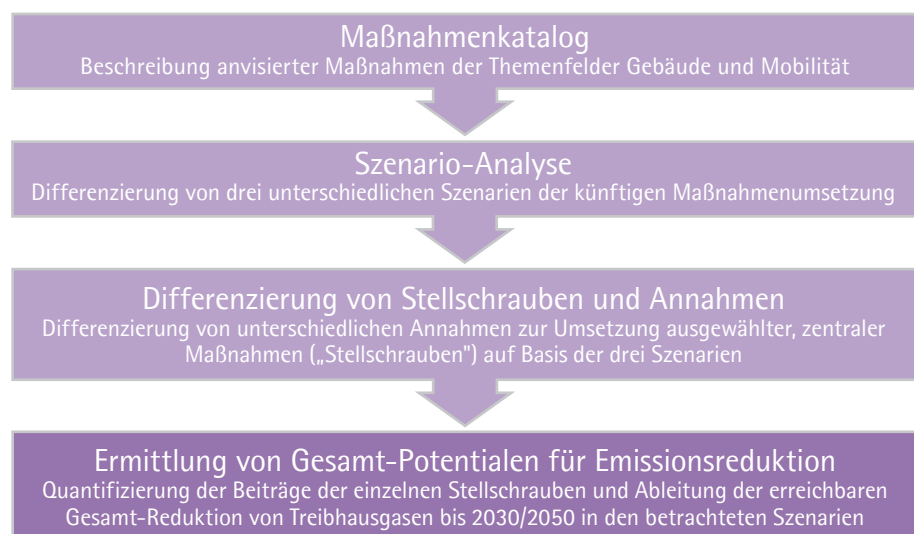 Maßnahmenkatalog
Beschreibung anvisierter Maßnahmen der Themenfelder Gebäude und Mobilität
Szenario-Analyse
Differenzierung von drei unterschiedlichen Szenarien der künftigen Maßnahmenumsetzung
Differenzierung von Stellschrauben und Annahmen
Differenzierung von unterschiedlichen Annahmen zur Umsetzung ausgewählter, zentraler
Maßnahmen („Stellschrauben") auf Basis der drei Szenarien
Ermittlung von Gesamt-Potentialen für Emissionsreduktion
Quantifizierung der Beiträge der einzelnen Stellschrauben und Ableitung der erreichbaren
Gesamt-Reduktion von Treibhausgasen bis 2030/2050 in den betrachteten Szenarien